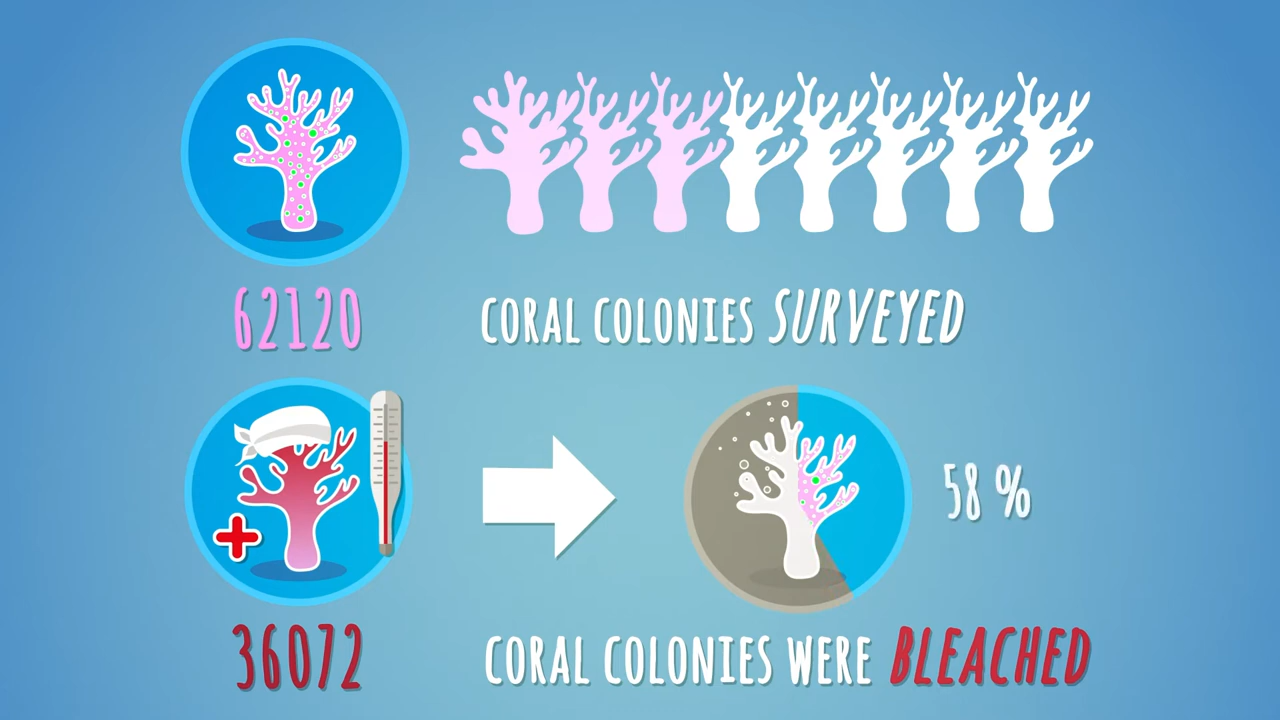 62120 CORAL COLONIES SURVEYED
58 %
36072 CORAL COLONIES WERE BLEACHED